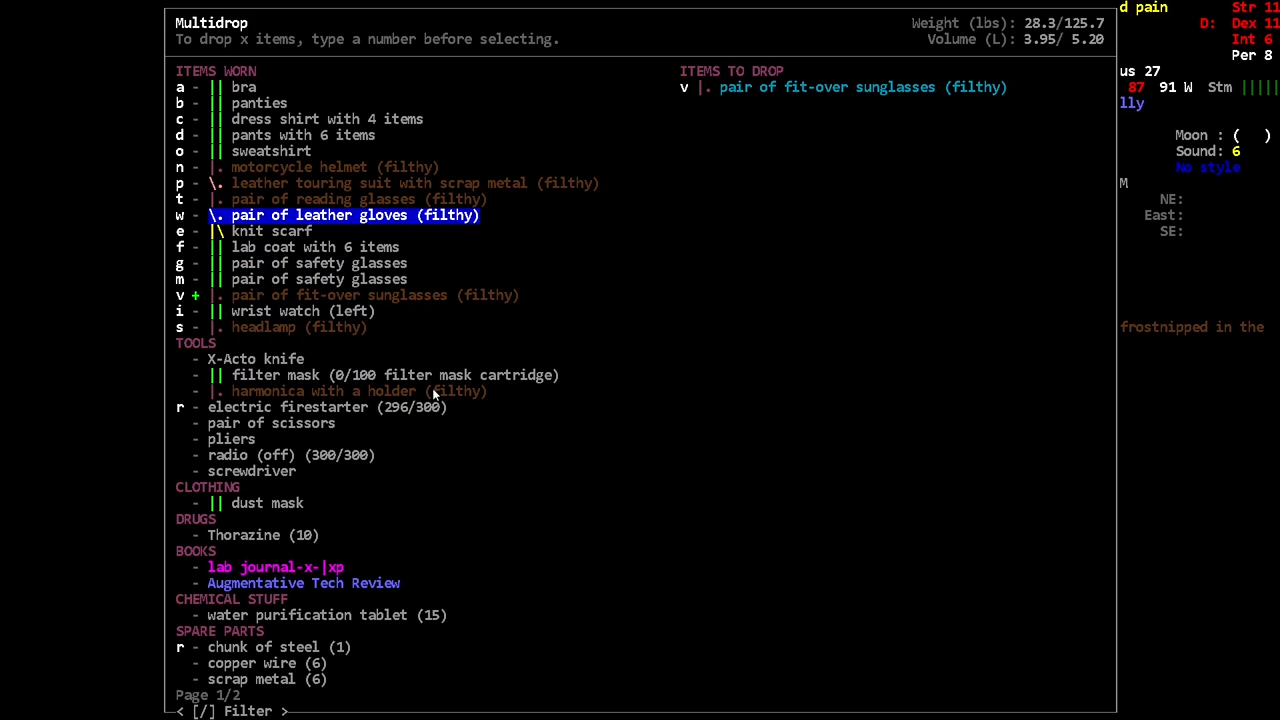 Multidrop
Weight (lbs): 28.3/125.7
To drop x items, type a number before selecting.
Volume (L): 3.95/ 5.20
ITEMS WORN
a - || bra
b - || panties
c - || dress shirt with 4 items
d - || pants with 6 items
o - || sweatshirt
n - |. motorcycle helmet (filthy)
p - \. leather touring suit with scrap metal (filthy)
t - |. pair of reading glasses (filthy)
w - \. pair of leather gloves (filthy)
e - |\ knit scarf
f - || lab coat with 6 items
g - || pair of safety glasses
m - || pair of safety glasses
v + |. pair of fit-over sunglasses (filthy)
i - || wrist watch (left)
s - |. headlamp (filthy)
TOOLS
- X-Acto knife
- || filter mask (0/100 filter mask cartridge)
- |. harmonica with a holder (filthy)
r - electric firestarter (296/300)
- pair of scissors
- pliers
- radio (off) (300/300)
- screwdriver
CLOTHING
- || dust mask
DRUGS
- Thorazine (10)
BOOKS
- lab journal-x-|xp
- Augmentative Tech Review
CHEMICAL STUFF
- water purification tablet (15)
SPARE PARTS
r - chunk of steel (1)
- copper wire (6)
- scrap metal (6)
Page 1/2
< [/] Filter >
ITEMS TO DROP
v |. pair of fit-over sunglasses (filthy)
d pain
Str 11
D: Dex 11
Int 6
Per 8
us 27
87 91 W Stm |||||
lly
Moon : ( )
Sound: 6
No style
M
NE:
East:
SE:
frostnipped in the